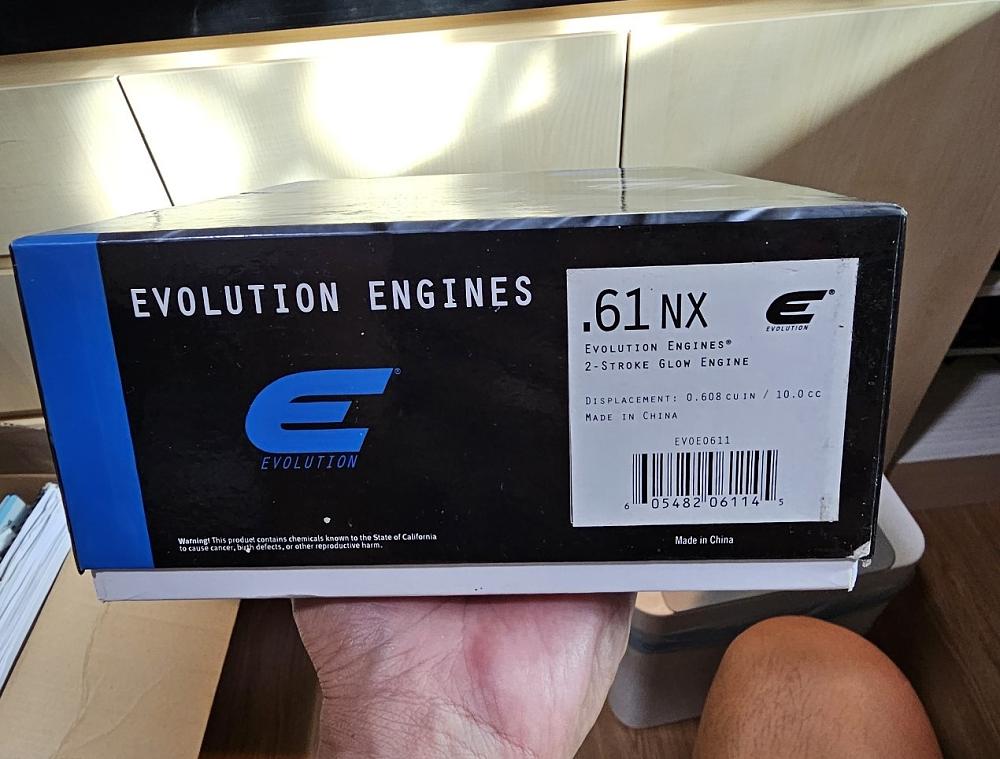 EVOLUTION ENGINES
E®
EVOLUTION
Warning! This product contains chemicals known to the State of California
to cause cancer, birth defects, or other reproductive harm.
.61 NX
E®
EVOLUTION
EVOLUTION ENGINES®
2-STROKE GLOW ENGINE
DISPLACEMENT: 0.608 CU IN / 10.0 CC
MADE IN CHINA
EVOE0611
6 05482 06114 5
Made in China